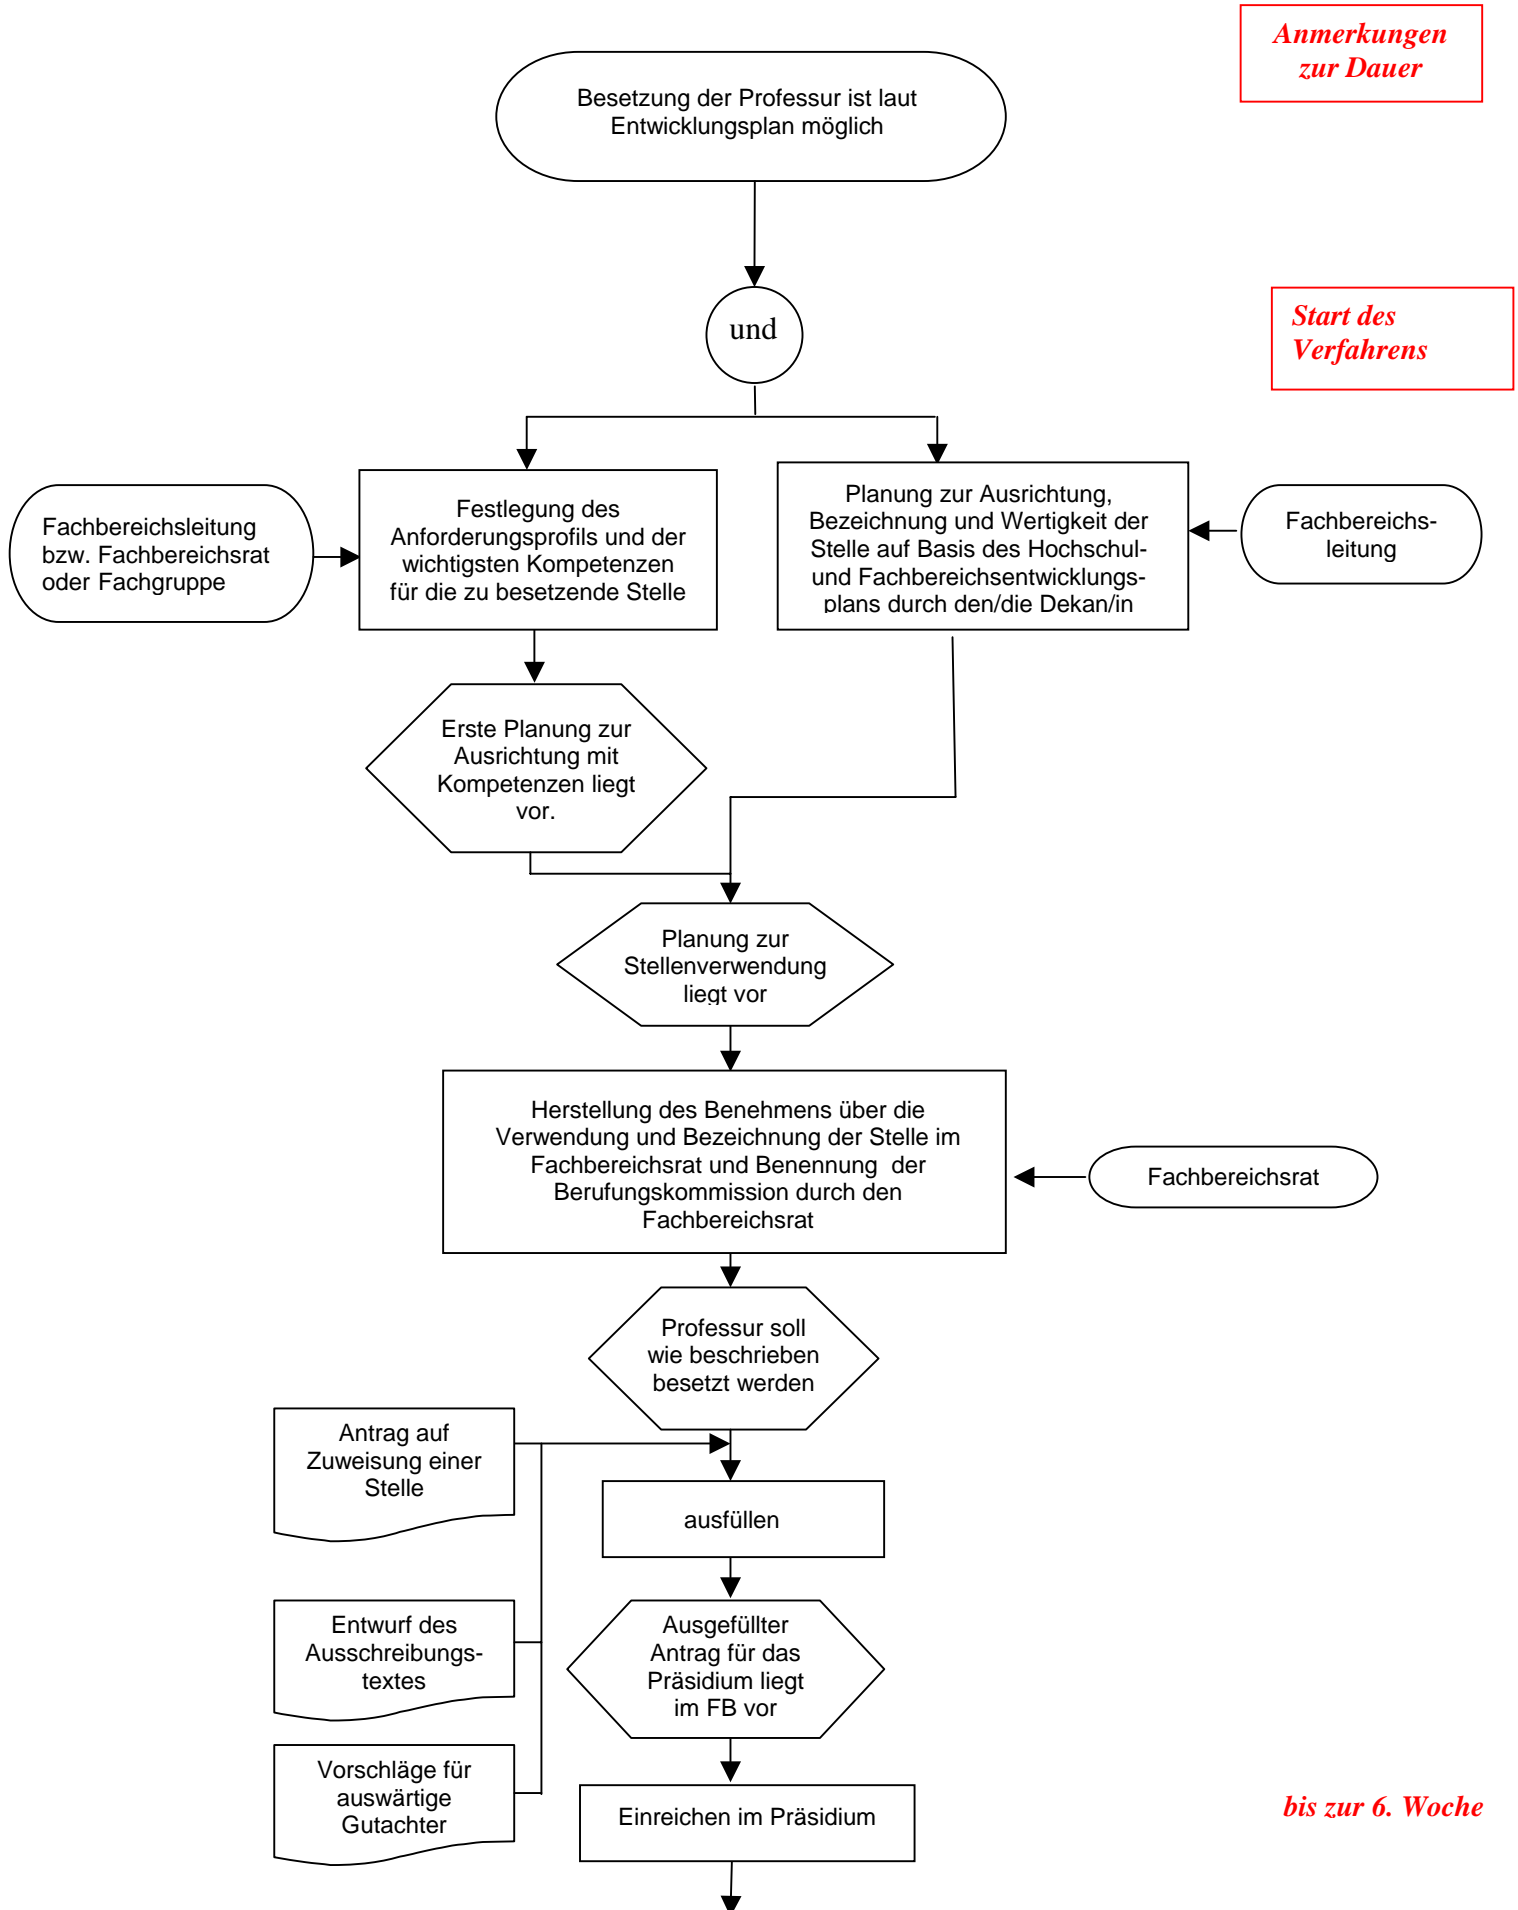 Anmerkungen
zur Dauer
Besetzung der Professur ist laut
Entwicklungsplan möglich
und
Start des
Verfahrens
Fachbereichsleitung
bzw. Fachbereichsrat
oder Fachgruppe
Festlegung des
Anforderungsprofils und der
wichtigsten Kompetenzen
für die zu besetzende Stelle
Planung zur Ausrichtung,
Bezeichnung und Wertigkeit der
Stelle auf Basis des Hochschul-
und Fachbereichsentwicklungs-
plans durch den/die Dekan/in
Fachbereichs-
leitung
Erste Planung zur
Ausrichtung mit
Kompetenzen liegt
vor.
Planung zur
Stellenverwendung
liegt vor
Herstellung des Benehmens über die
Verwendung und Bezeichnung der Stelle im
Fachbereichsrat und Benennung  der
Berufungskommission durch den
Fachbereichsrat
Fachbereichsrat
Professur soll
wie beschrieben
besetzt werden
Antrag auf
Zuweisung einer
Stelle
ausfüllen
Entwurf des
Ausschreibungs-
textes
Ausgefüllter
Antrag für das
Präsidium liegt
im FB vor
Vorschläge für
auswärtige
Gutachter
Einreichen im Präsidium
bis zur 6. Woche